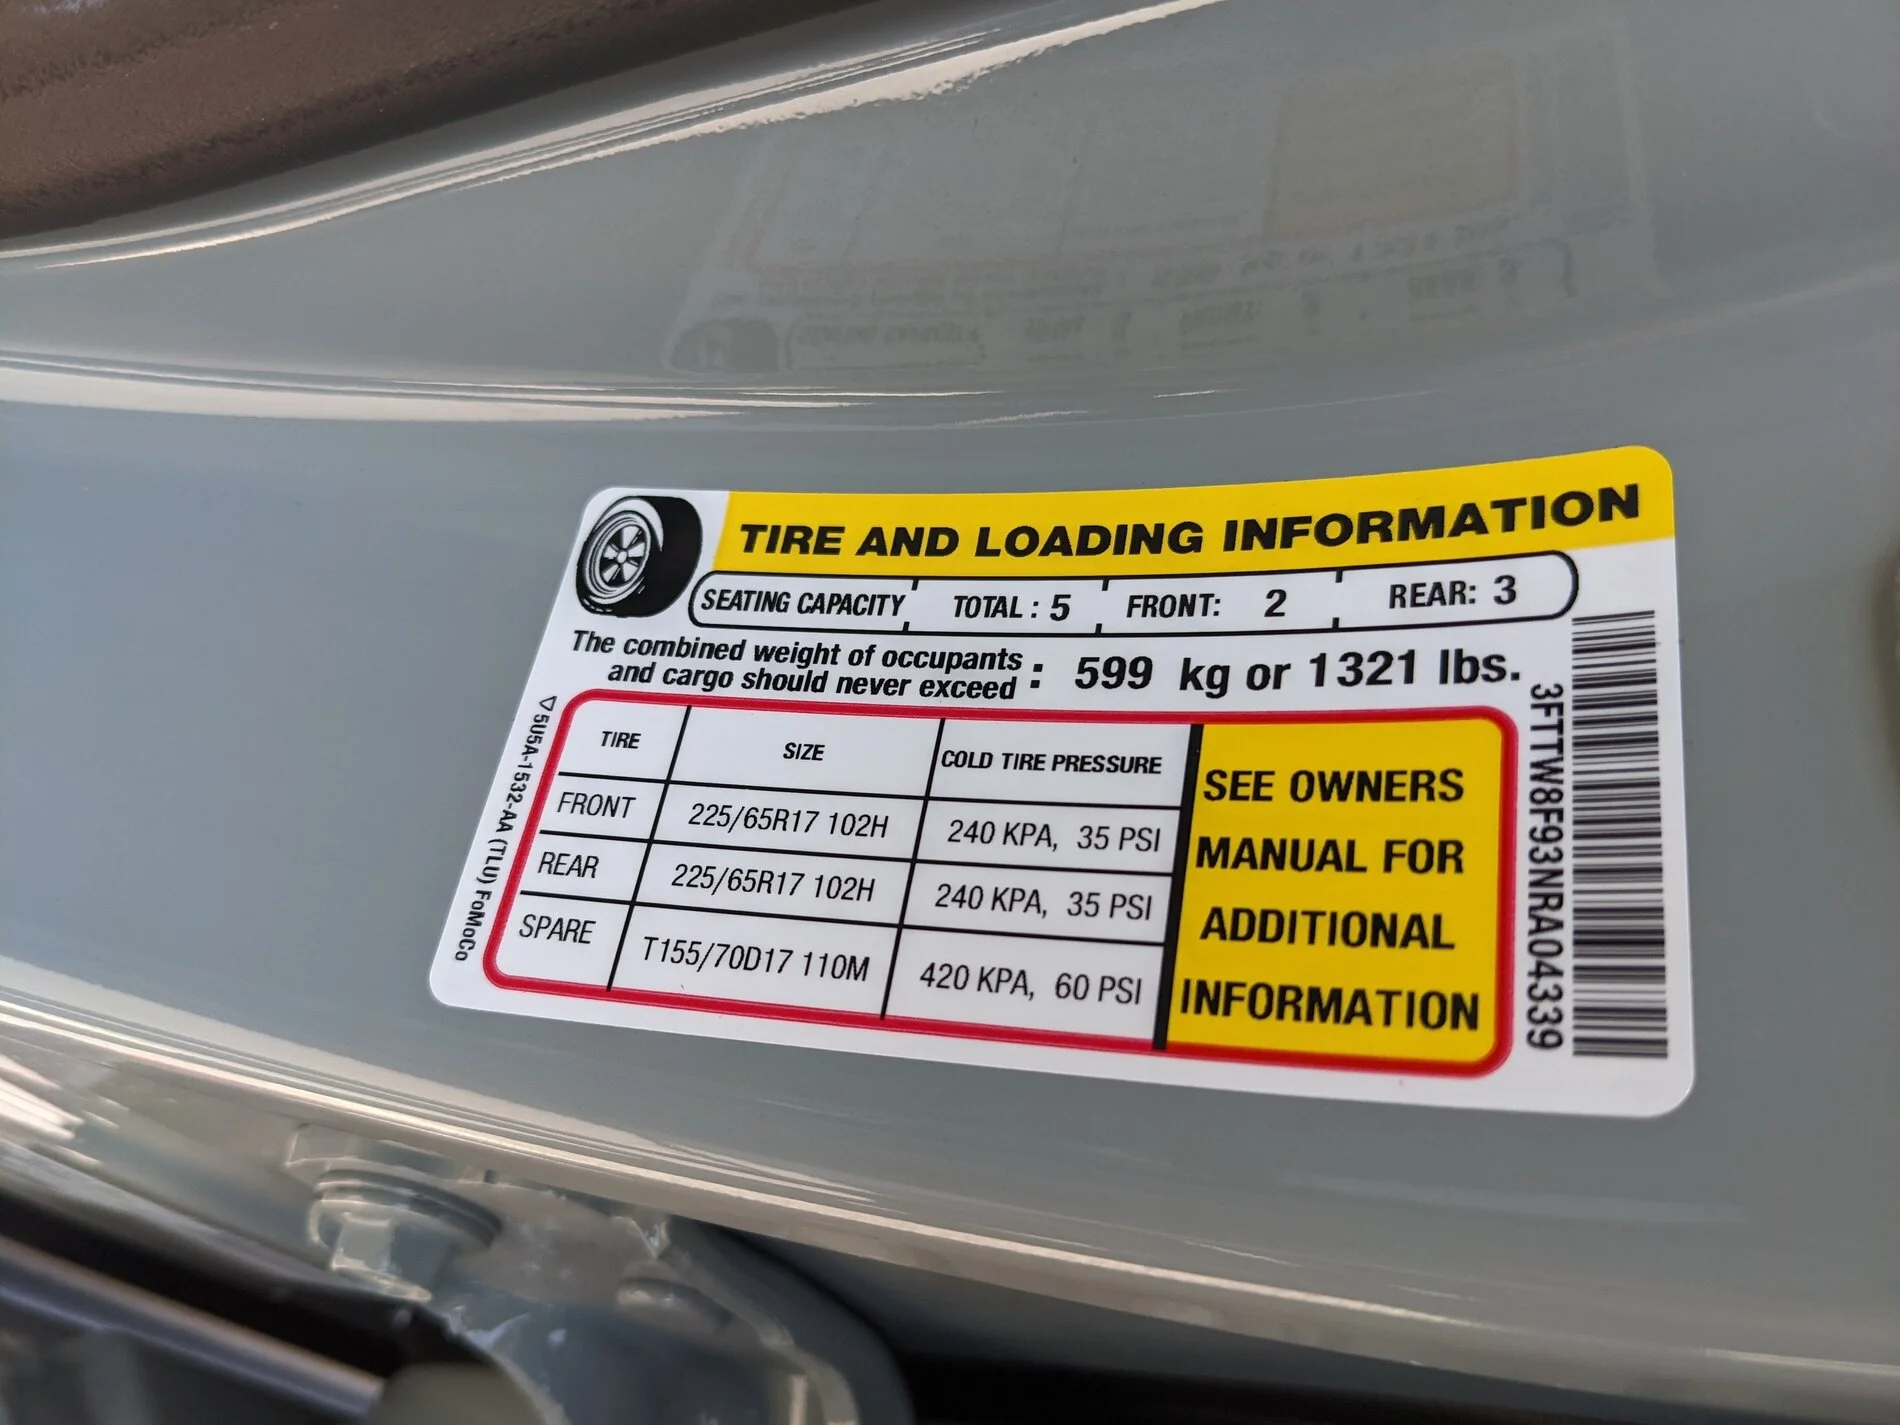 TIRE AND LOADING INFORMATION
SEATING CAPACITY TOTAL : 5 FRONT: 2 REAR: 3
The combined weight of occupants
and cargo should never exceed : 599 kg or 1321 lbs.
TIRE SIZE COLD TIRE PRESSURE
FRONT 225/65R17 102H 240 KPA, 35 PSI
REAR 225/65R17 102H 240 KPA, 35 PSI
SPARE T155/70D17 110M 420 KPA, 60 PSI
SEE OWNERS
MANUAL FOR
ADDITIONAL
INFORMATION
5U5A-1532-AA (TLU) FoMoCo
3FTTW8F93NRA04339